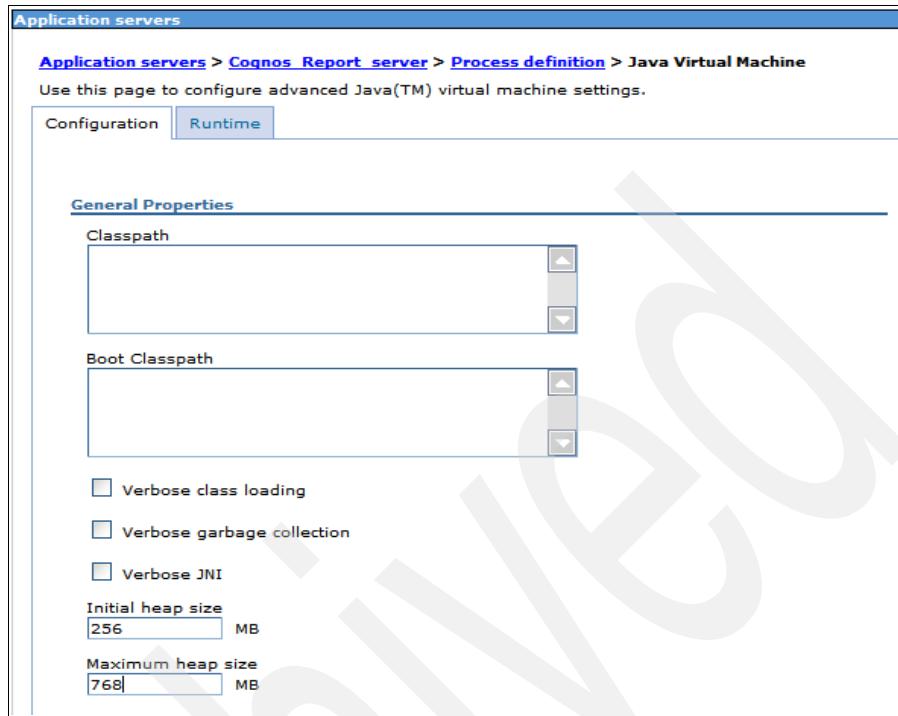 Application servers
Application servers > Cognos_Report_server > Process definition > Java Virtual Machine
Use this page to configure advanced Java(TM) virtual machine settings.
Configuration Runtime
General Properties
Classpath
Boot Classpath
Verbose class loading
Verbose garbage collection
Verbose JNI
Initial heap size
256 MB
Maximum heap size
768 MB